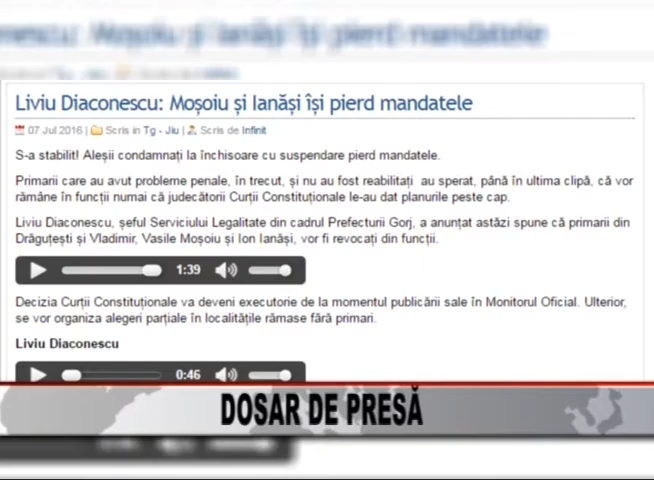 Liviu Diaconescu: Moșoiu și Ianăși își pierd mandatele
07 Jul 2016 | Scris in Tg - Jiu | Scris de Infinit
S-a stabilit! Aleșii condamnați la închisoare cu suspendare pierd mandatele.
Primarii care au avut probleme penale, în trecut, și nu au fost reabilitați au sperat, până în ultima clipă, că vor
rămâne în funcții numai că judecătorii Curții Constituționale le-au dat planurile peste cap.
Liviu Diaconescu, șeful Serviciului Legalitate din cadrul Prefecturii Gorj, a anunțat astăzi spune că primarii din
Drăguțești și Vladimir, Vasile Moșoiu și Ion Ianăși, vor fi revocați din funcții.
1:39
Decizia Curții Constituționale va deveni executorie de la momentul publicării sale în Monitorul Oficial. Ulterior,
se vor organiza alegeri parțiale în localitățile rămase fără primari.
Liviu Diaconescu
0:46
DOSAR DE PRESĂ